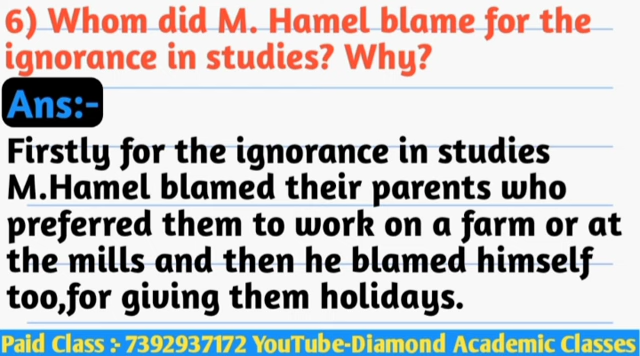 6) Whom did M. Hamel blame for the
ignorance in studies? Why?
Ans:-
Firstly for the ignorance in studies
M.Hamel blamed their parents who
preferred them to work on a farm or at
the mills and then he blamed himself
too,for giving them holidays.
Paid Class :- 7392937172 YouTube-Diamond Academic Classes